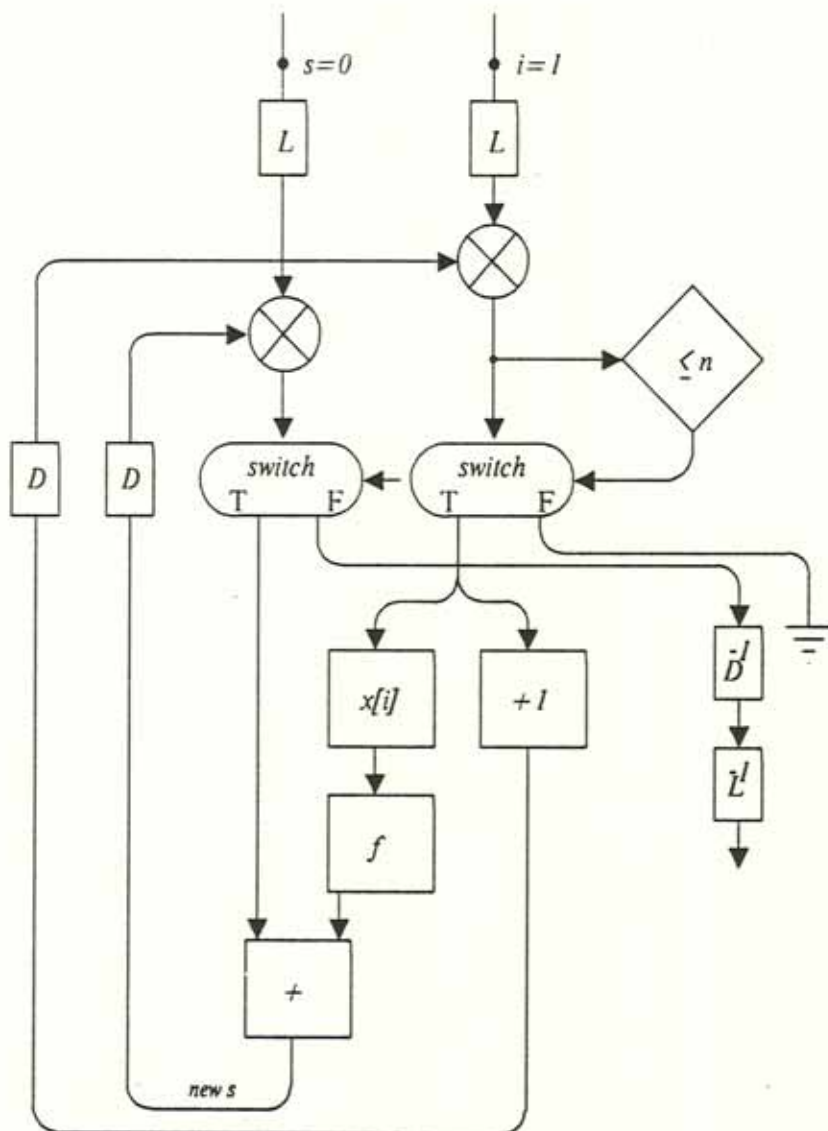 s=0 i=1
L L
≤ n
switch switch
D D T F T F
D⁻¹
x[i] +1
L⁻¹
f
+
new s